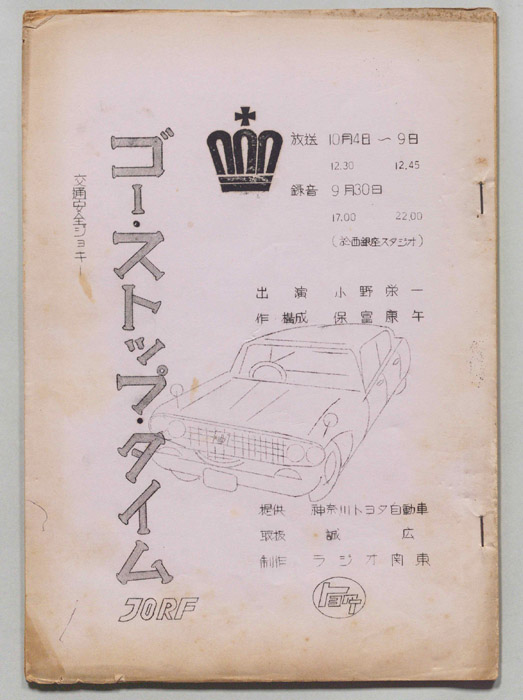 ゴー・ストップ・タイム
交通安全ジョキー
放送 10月4日 〜 9日
12.30 12.45
録音 9月30日
17.00 22.00
(於西銀座スタジオ)
出演 小野栄一
作構成 保富康午
提供 神奈川トヨタ自動車
取扱 誠広
制作 ラジオ関東
JORF
トヨタ